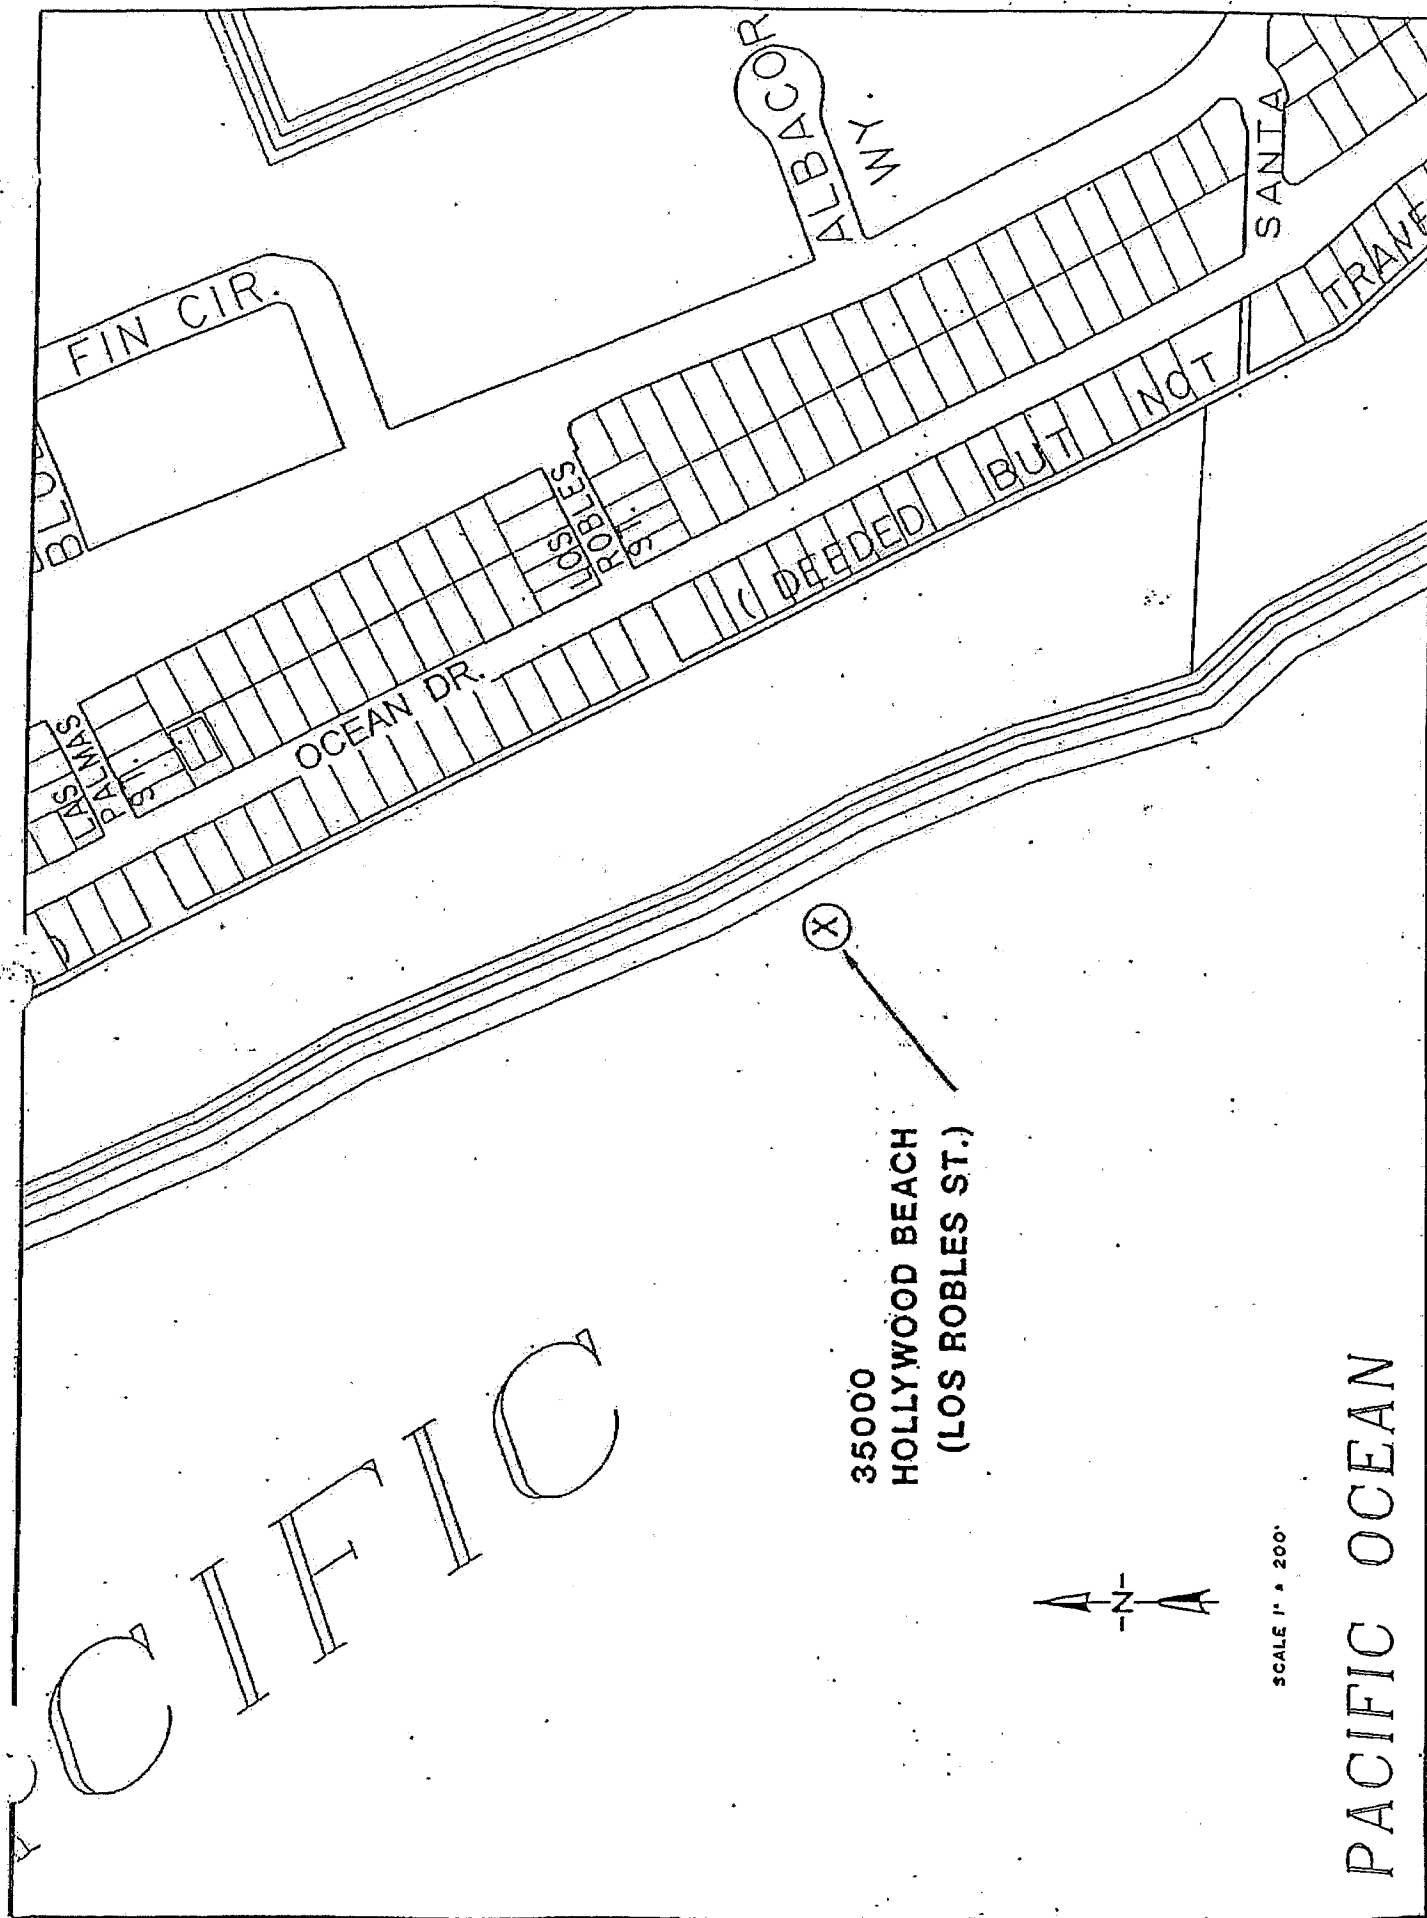 FIN CIR.
ALBACOR
WY.
SANTA
LAS
PALMAS
ST.
OCEAN DR.
LOS
ROBLES
ST.
( DEEDED BUT NOT
CIFIC
X
35000
HOLLYWOOD BEACH
(LOS ROBLES ST.)
-N-
SCALE 1" = 200'
PACIFIC OCEAN